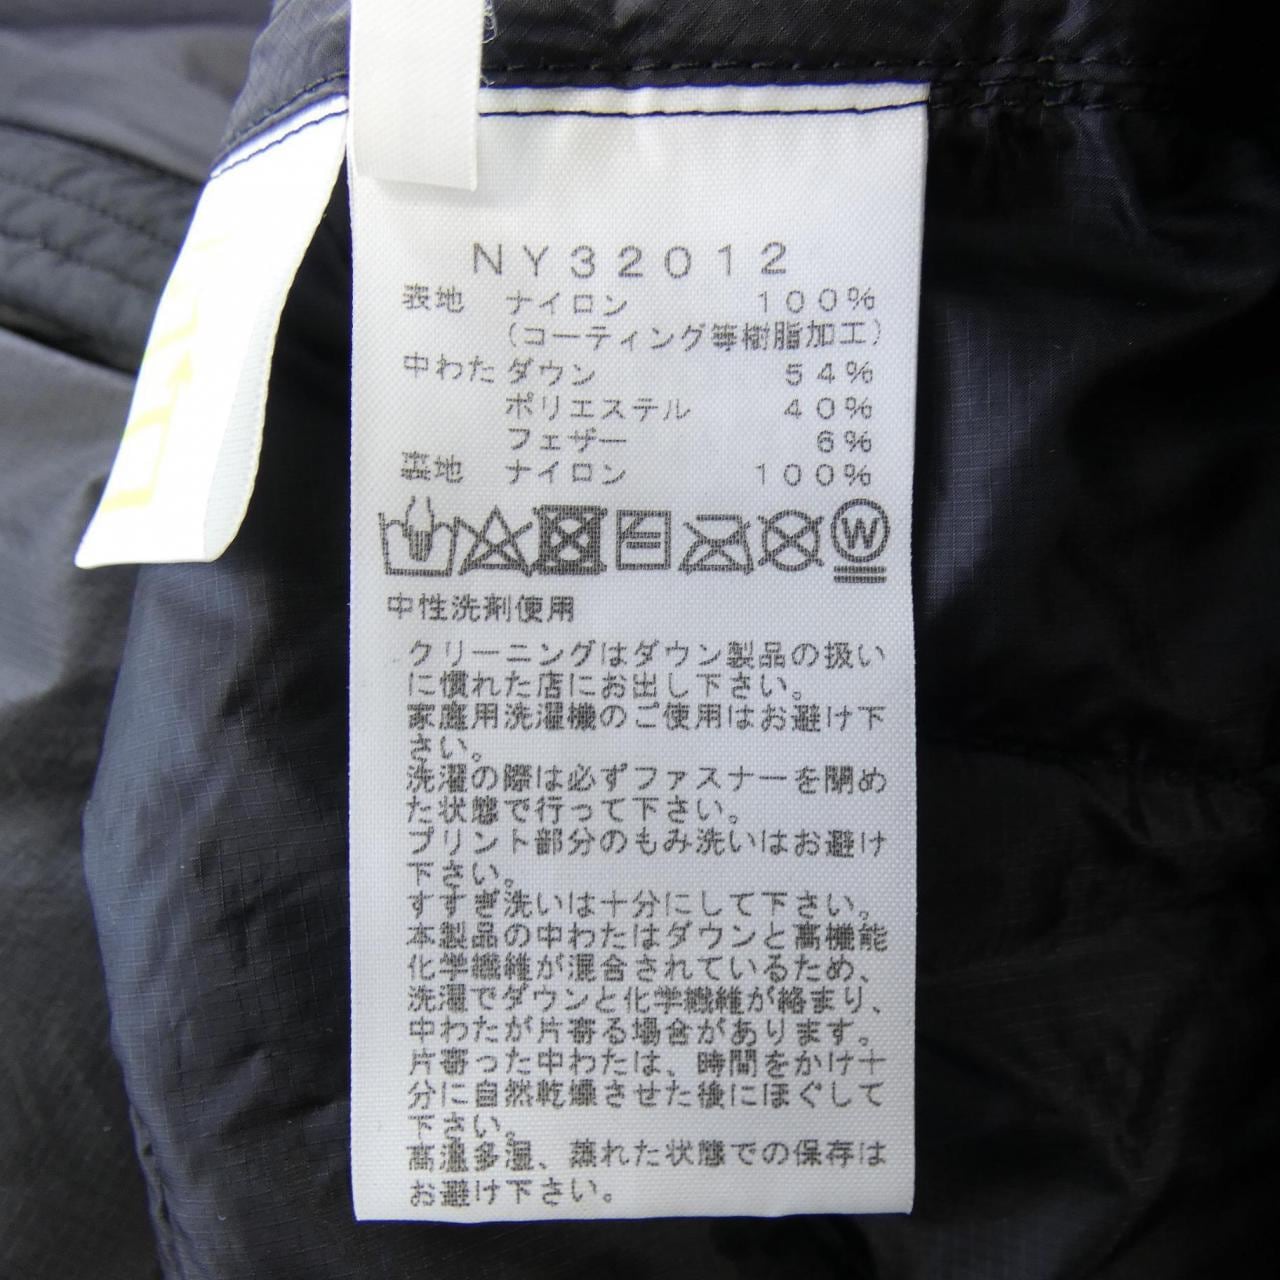 NY32012
表地 ナイロン 100%
(コーティング等樹脂加工)
中わた ダウン 54%
ポリエステル 40%
フェザー 6%
裏地 ナイロン 100%
W
中性洗剤使用
クリーニングはダウン製品の扱い
に慣れた店にお出し下さい。
家庭用洗濯機のご使用はお避け下
さい。
洗濯の際は必ずファスナーを閉め
た状態で行って下さい。
プリント部分のもみ洗いはお避け
下さい。
すすぎ洗いは十分にして下さい。
本製品の中わたはダウンと高機能
化学繊維が混合されているため、
洗濯でダウンと化学繊維が絡まり、
中わたが片寄る場合があります。
片寄った中わたは、時間をかけ十
分に自然乾燥させた後にほぐして
下さい。
高温多湿、蒸れた状態での保存は
お避け下さい。